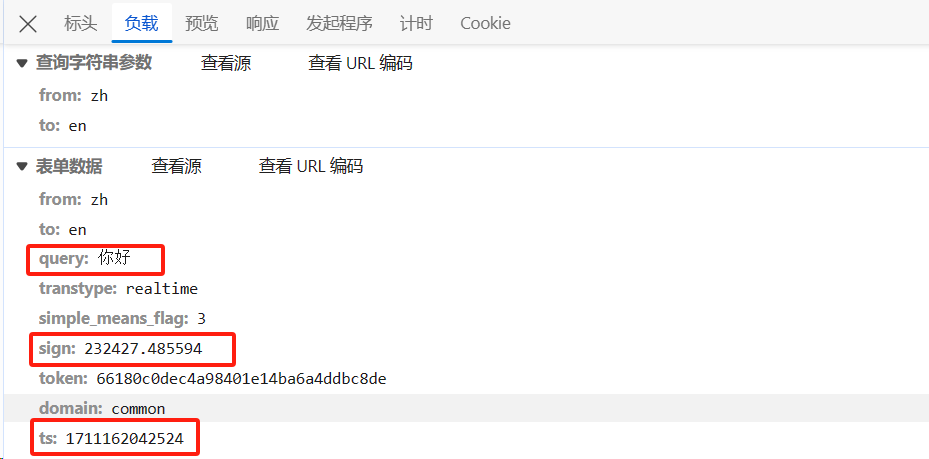 标头 负载 预览 响应 发起程序 计时 Cookie
查询字符串参数 查看源 查看 URL 编码
from: zh
to: en
表单数据 查看源 查看 URL 编码
from: zh
to: en
query: 你好
transtype: realtime
simple_means_flag: 3
sign: 232427.485594
token: 66180c0dec4a98401e14ba6a4ddbc8de
domain: common
ts: 1711162042524